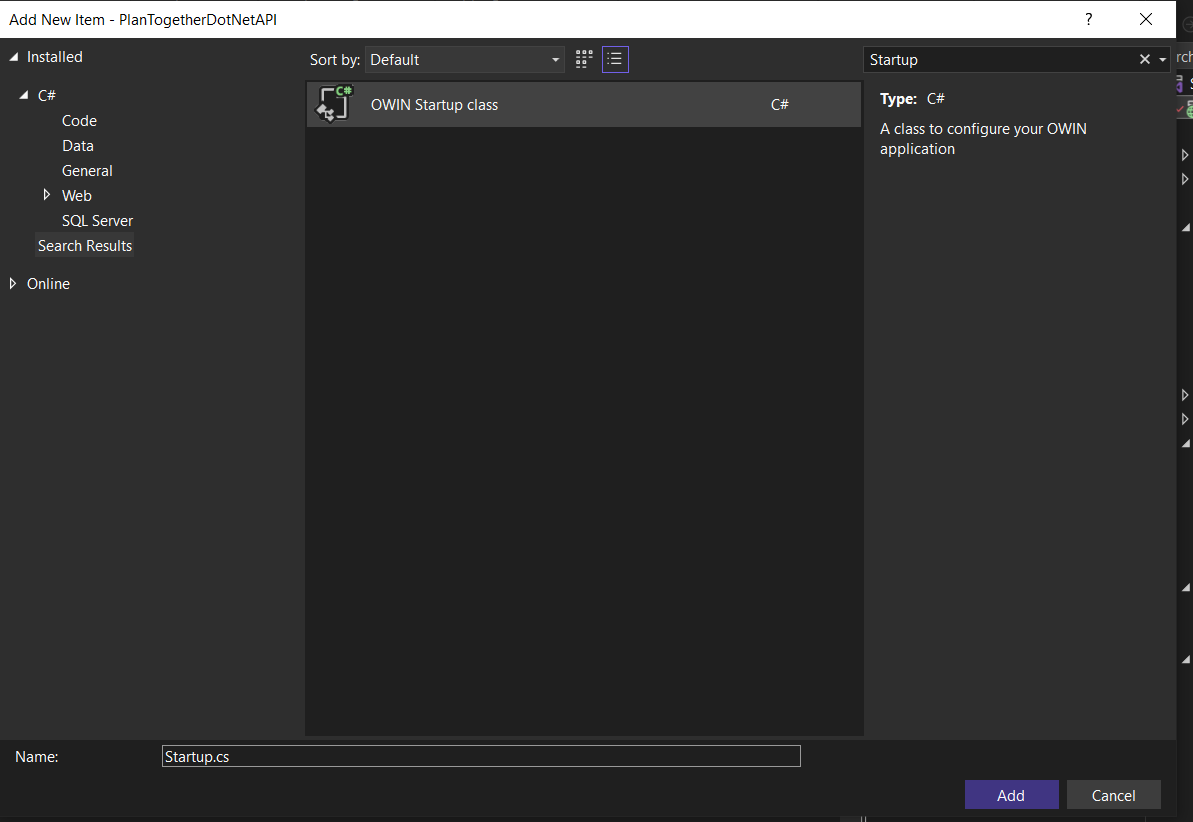 Add New Item - PlanTogetherDotNetAPI
?
Installed
C#
Code
Data
General
Web
SQL Server
Search Results
Online
Sort by: Default
C#
OWIN Startup class
C#
Startup
Type: C#
A class to configure your OWIN
application
Name: Startup.cs
Add
Cancel